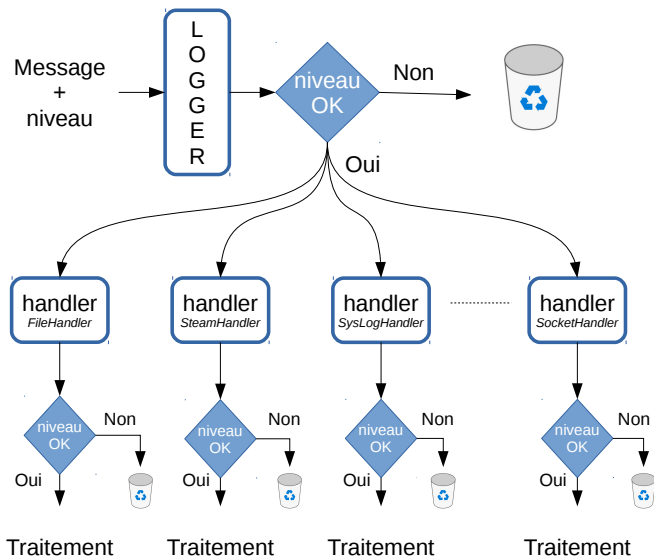 Message
+
niveau
L
O
G
G
E
R
niveau
OK
Non
Oui
handler
FileHandler
handler
SteamHandler
handler
SysLogHandler
handler
SocketHandler
niveau
OK
Non
Oui
niveau
OK
Non
Oui
niveau
OK
Non
Oui
niveau
OK
Non
Oui
Traitement
Traitement
Traitement
Traitement